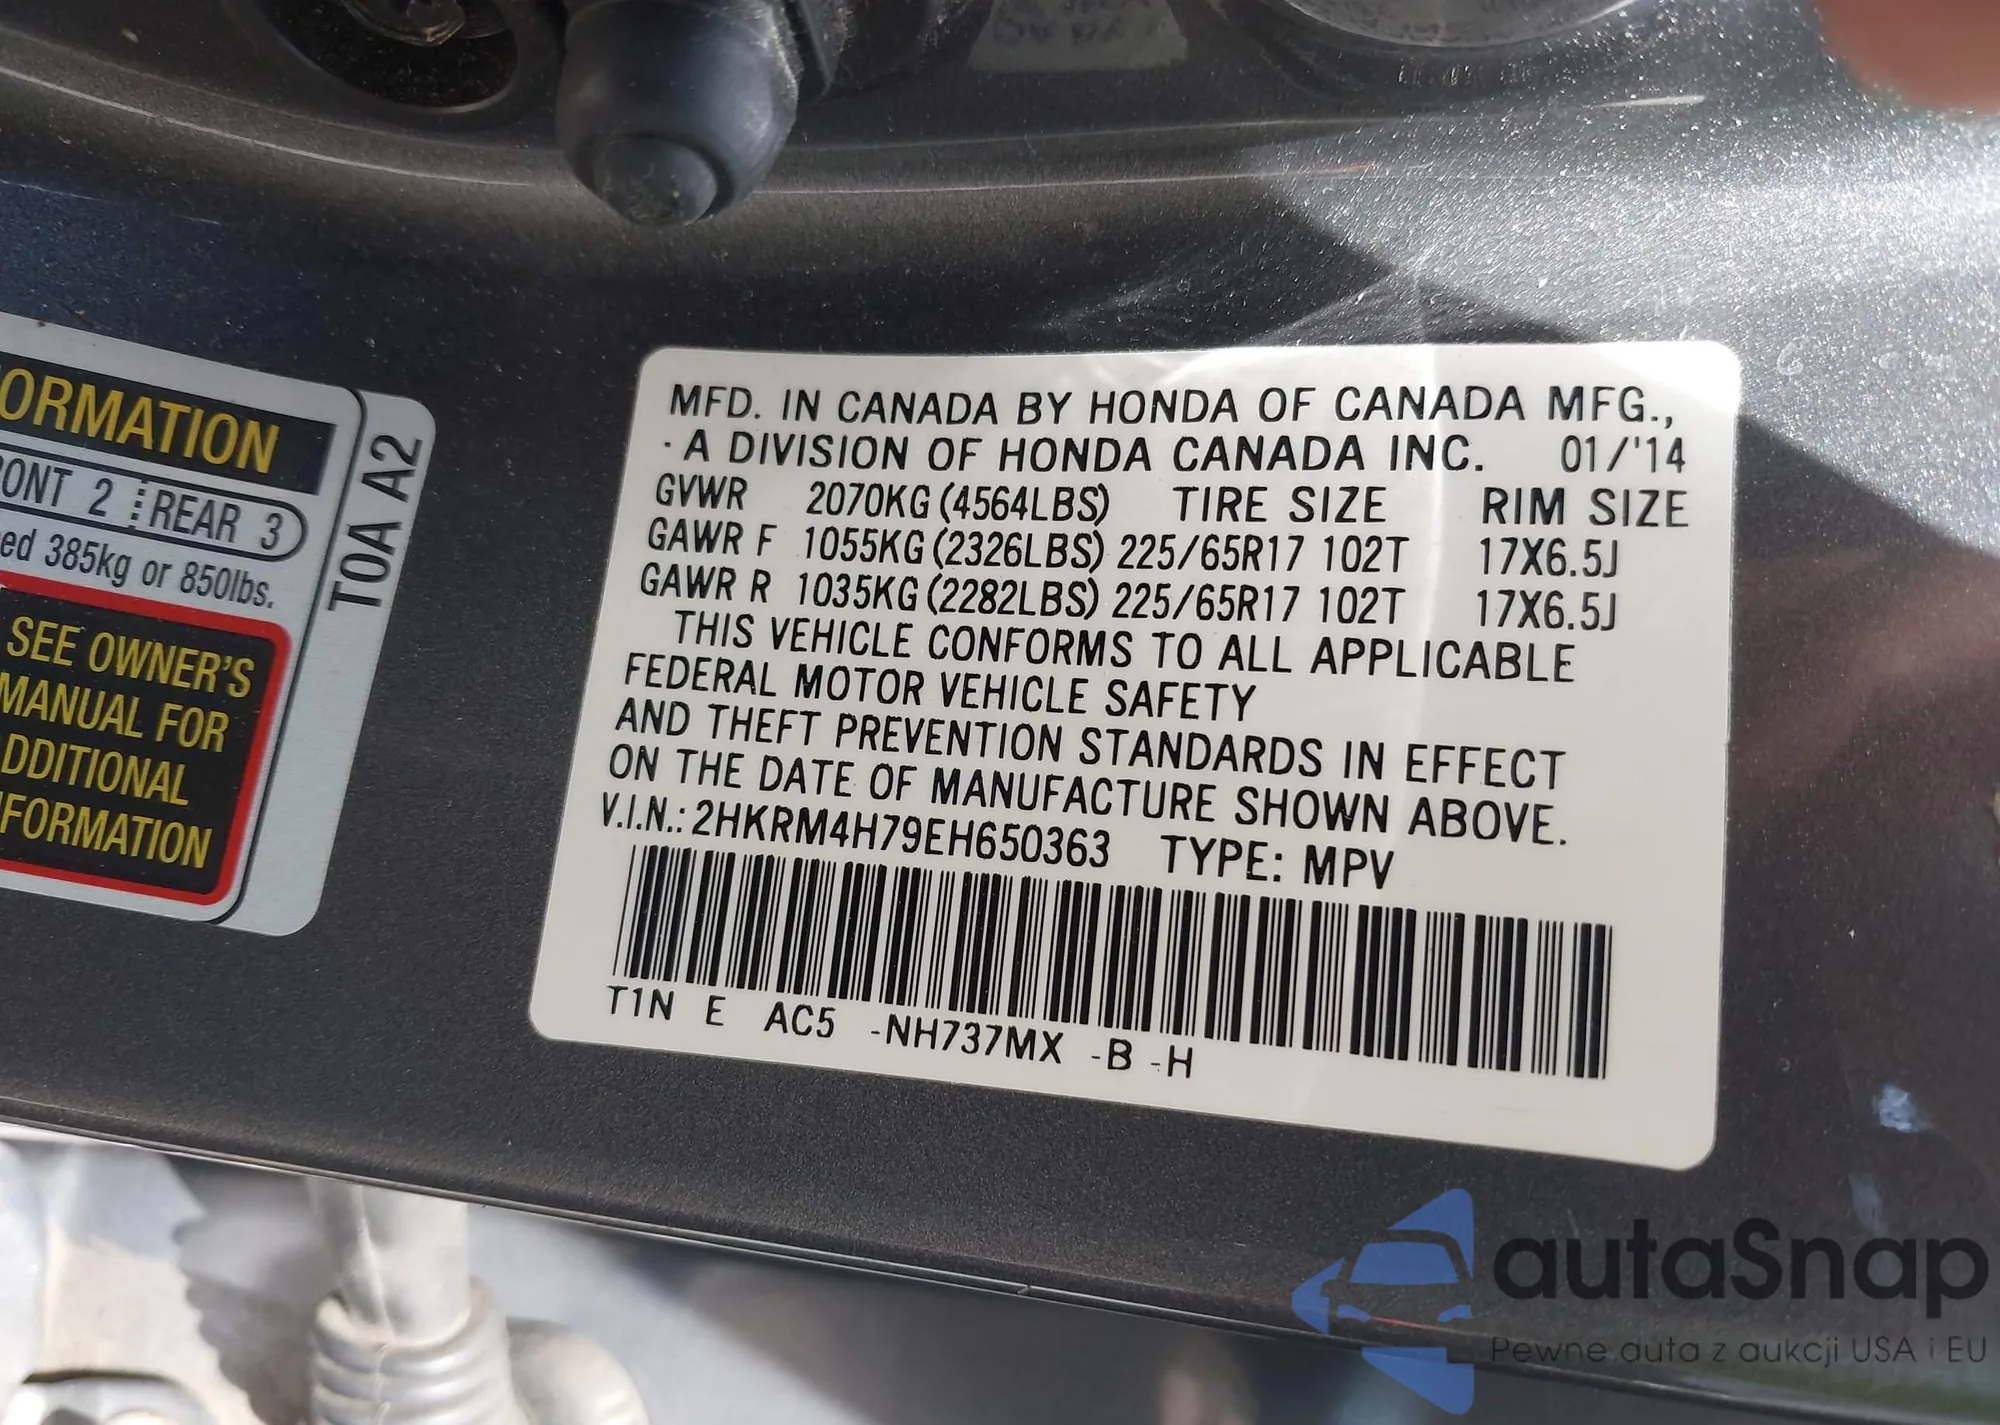 ORMATION
ONT 2 REAR 3
ed 385kg or 850lbs.
SEE OWNER'S
MANUAL FOR
DDITIONAL
FORMATION
T0A A2
MFD. IN CANADA BY HONDA OF CANADA MFG.,
A DIVISION OF HONDA CANADA INC. 01/'14
GVWR 2070KG (4564LBS) TIRE SIZE RIM SIZE
GAWR F 1055KG (2326LBS) 225/65R17 102T 17X6.5J
GAWR R 1035KG (2282LBS) 225/65R17 102T 17X6.5J
THIS VEHICLE CONFORMS TO ALL APPLICABLE
FEDERAL MOTOR VEHICLE SAFETY
AND THEFT PREVENTION STANDARDS IN EFFECT
ON THE DATE OF MANUFACTURE SHOWN ABOVE.
V.I.N.: 2HKRM4H79EH650363 TYPE: MPV
T1N E AC5 -NH737MX -B -H
autaSnap
Pewne auta z aukcji USA i EU